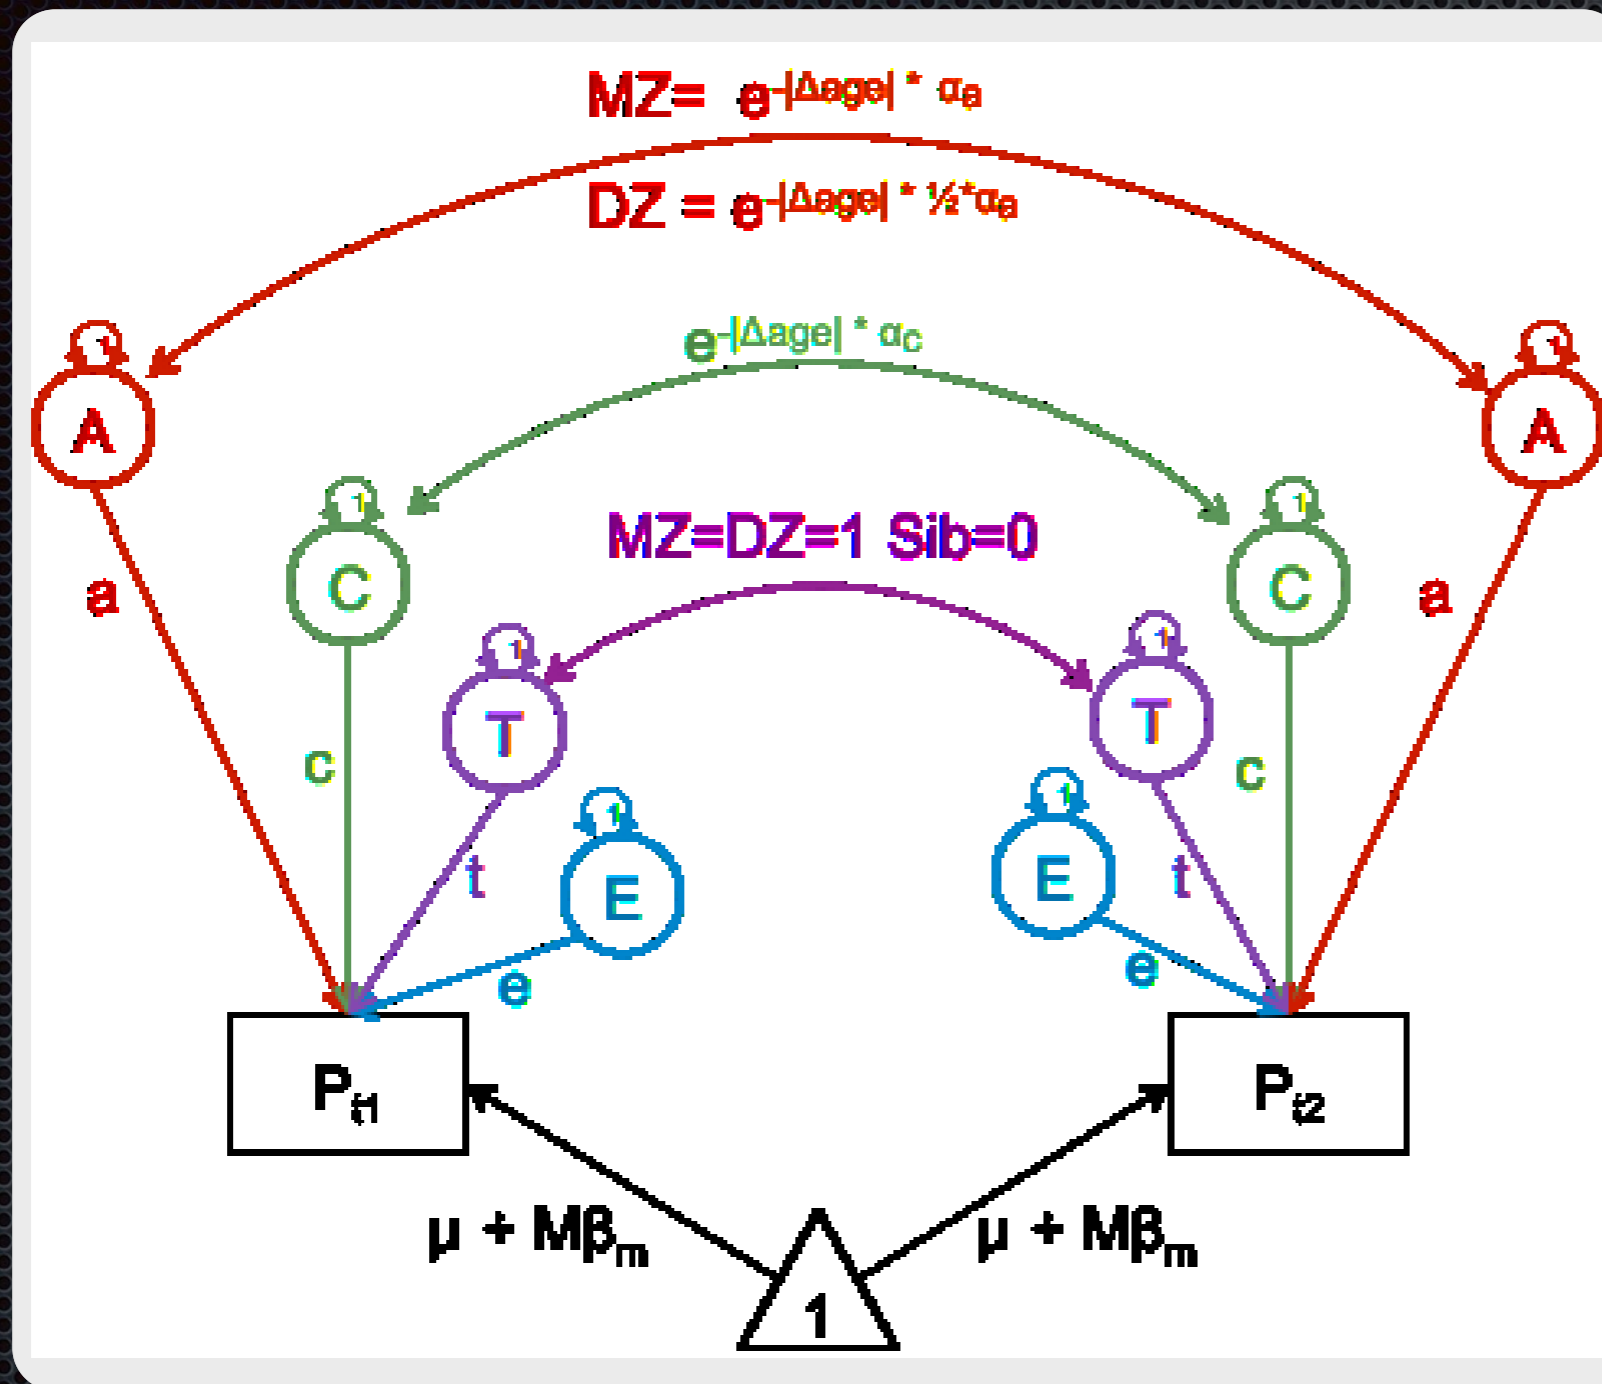 MZ= e-|Δage| * αa
DZ = e-|Δage| * ½*αa
e-|Δage| * αc
1
1
A
A
1
1
MZ=DZ=1 Sib=0
C
C
a
a
1
1
T
T
c
c
1
1
t
E
E
t
e
e
Pt1
Pt2
μ + Mβm
μ + Mβm
1